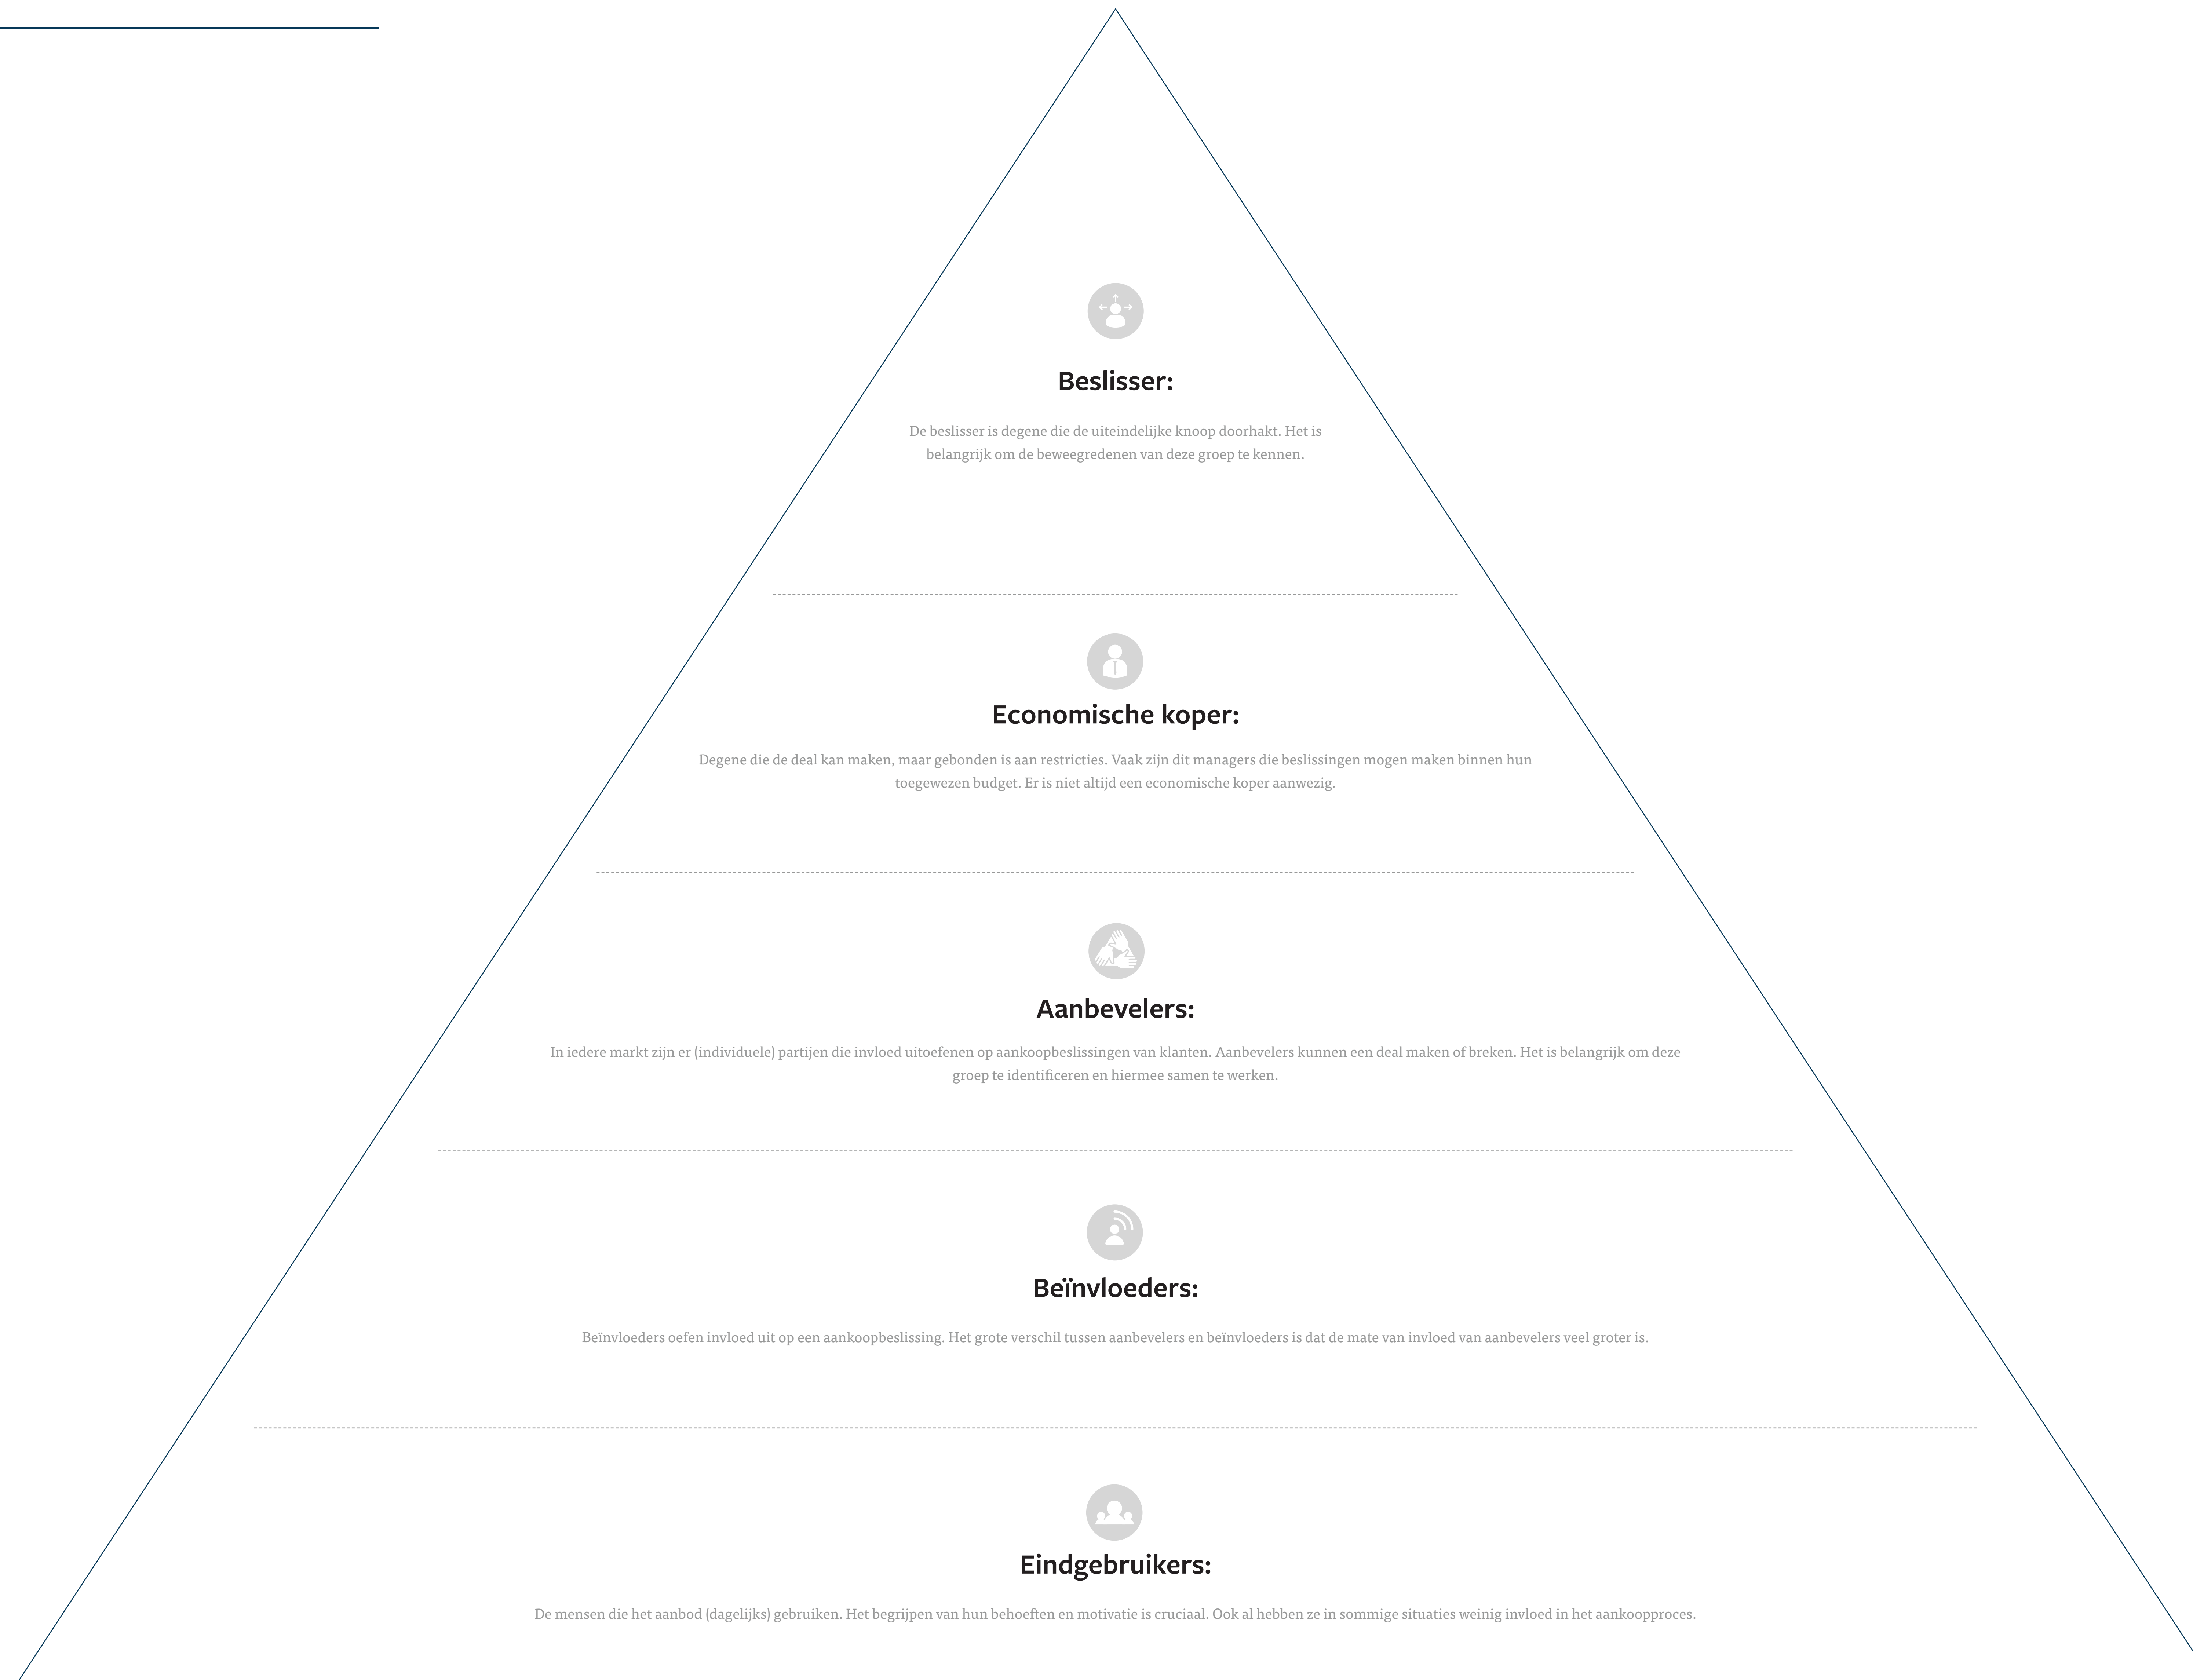 Beslisser:
De beslisser is degene die de uiteindelijke knoop doorhakt. Het is
belangrijk om de beweegredenen van deze groep te kennen.
Economische koper:
Degene die de deal kan maken, maar gebonden is aan restricties. Vaak zijn dit managers die beslissingen mogen maken binnen hun
toegewezen budget. Er is niet altijd een economische koper aanwezig.
Aanbevelers:
In iedere markt zijn er (individuele) partijen die invloed uitoefenen op aankoopbeslissingen van klanten. Aanbevelers kunnen een deal maken of breken. Het is belangrijk om deze
groep te identificeren en hiermee samen te werken.
Beïnvloeders:
Beïnvloeders oefen invloed uit op een aankoopbeslissing. Het grote verschil tussen aanbevelers en beïnvloeders is dat de mate van invloed van aanbevelers veel groter is.
Eindgebruikers:
De mensen die het aanbod (dagelijks) gebruiken. Het begrijpen van hun behoeften en motivatie is cruciaal. Ook al hebben ze in sommige situaties weinig invloed in het aankoopproces.